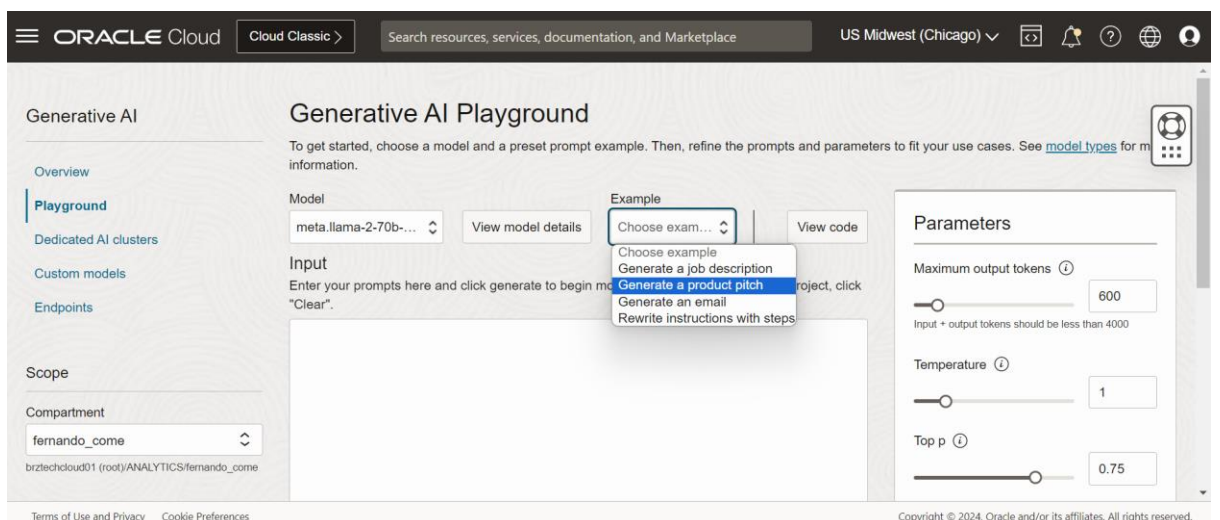 ORACLE Cloud
Cloud Classic >
Search resources, services, documentation, and Marketplace
US Midwest (Chicago)
Generative AI
Overview
Playground
Dedicated AI clusters
Custom models
Endpoints
Scope
Compartment
fernando_come
brztechcloud01 (root)/ANALYTICS/fernando_come
Generative AI Playground
To get started, choose a model and a preset prompt example. Then, refine the prompts and parameters to fit your use cases. See model types for m
information.
Model
meta.llama-2-70b-...
View model details
Example
Choose exam...
View code
Choose example
Generate a job description
Generate a product pitch
Generate an email
Rewrite instructions with steps
Input
Enter your prompts here and click generate to begin mo roject, click
"Clear".
Parameters
Maximum output tokens
600
Input + output tokens should be less than 4000
Temperature
1
Top p
0.75
Terms of Use and Privacy Cookie Preferences
Copyright © 2024, Oracle and/or its affiliates. All rights reserved.